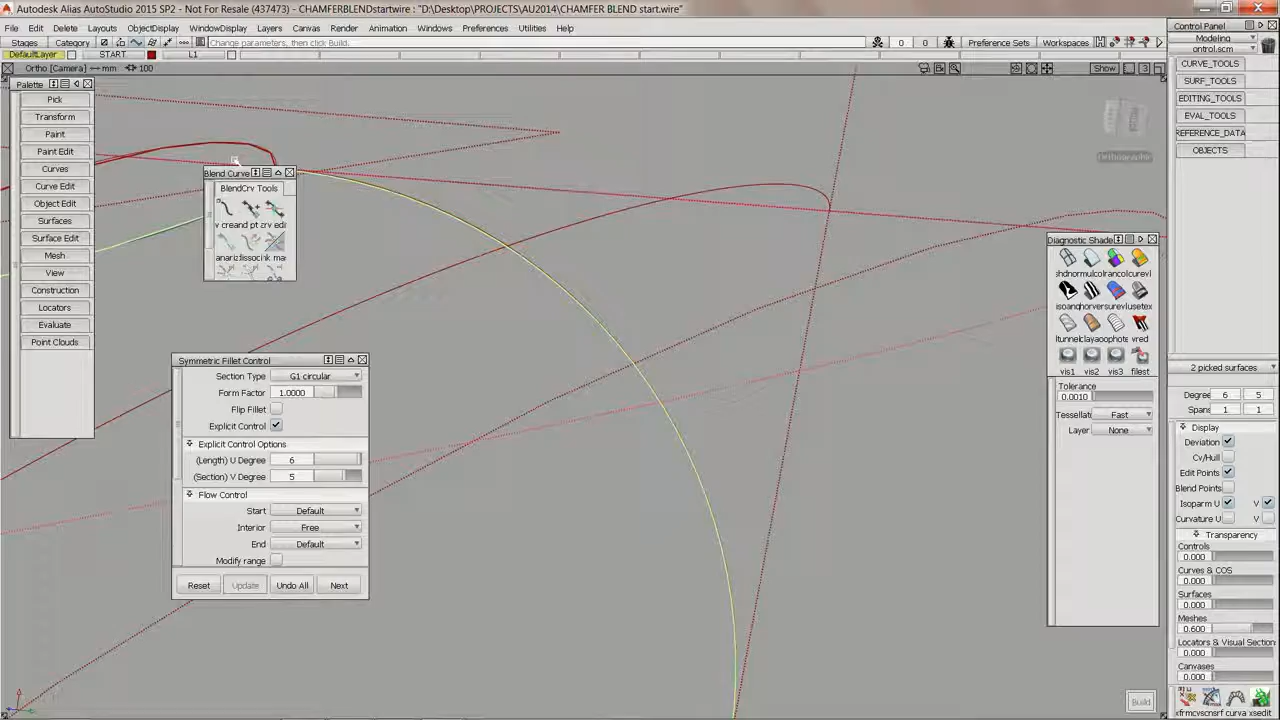 Autodesk Alias AutoStudio 2015 SP2 - Not For Resale (437473) - CHAMFERBLENDstartwire : "D:\Desktop\PROJECTS\AU2014\CHAMFER BLEND start.wire"
File Edit Delete Layouts ObjectDisplay WindowDisplay Layers Canvas Render Animation Windows Preferences Utilities Help
Stages Category Change parameters, then click Build. 0 0 Preference Sets Workspaces
DefaultLayer START L1
Ortho [Camera] mm 100 Show 3
Control Panel
Modeling
ontrol.scm
CURVE_TOOLS
SURF_TOOLS
EDITING_TOOLS
EVAL_TOOLS
REFERENCE_DATA
OBJECTS
Palette
Pick
Transform
Paint
Paint Edit
Curves
Curve Edit
Object Edit
Surfaces
Surface Edit
Mesh
View
Construction
Locators
Evaluate
Point Clouds
Blend Curve
BlendCrv Tools
Symmetric Fillet Control
Section Type G1 circular
Form Factor 1.0000
Flip Fillet
Explicit Control
Explicit Control Options
(Length) U Degree 6
(Section) V Degree 5
Flow Control
Start Default
Interior Free
End Default
Modify range
Reset Update Undo All Next
Orthographic
Diagnostic Shade
vis1 vis2 vis3 filest
Tolerance
0.0010
Tessellat Fast
Layer None
2 picked surfaces
Degree 6 5
Spans 1 1
Display
Deviation
Cv/Hull
Edit Points
Blend Points
Isoparm U V
Curvature U V
Transparency
Controls
0.000
Curves & COS
0.000
Surfaces
0.000
Meshes
0.600
Locators & Visual Section
0.000
Canvases
0.000
Build